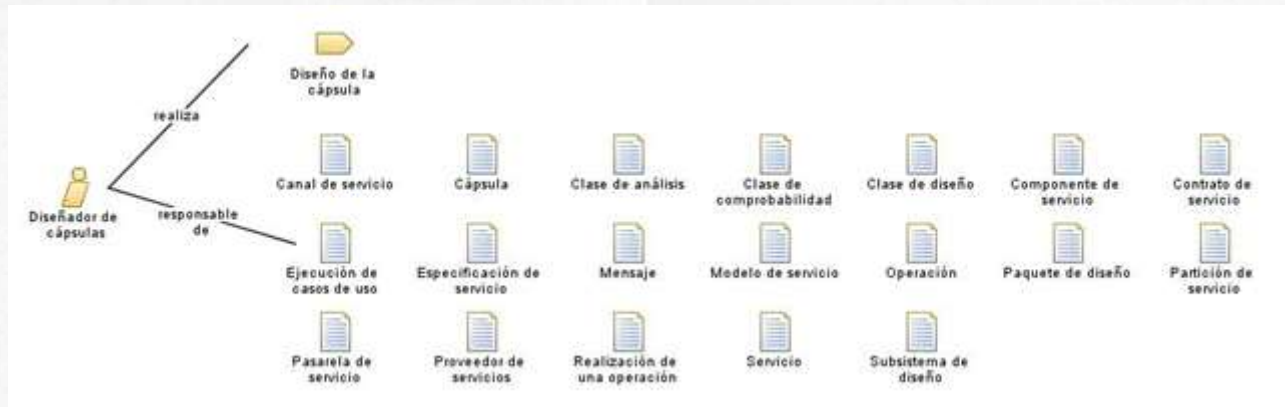 Diseño de la
cápsula
realiza
Diseñador de
cápsulas
responsable
de
Canal de servicio
Cápsula
Clase de análisis
Clase de
comprobabilidad
Clase de diseño
Componente de
servicio
Contrato de
servicio
Ejecución de
casos de uso
Especificación de
servicio
Mensaje
Modelo de servicio
Operación
Paquete de diseño
Partición de
servicio
Pasarela de
servicio
Proveedor de
servicios
Realización de
una operación
Servicio
Subsistema de
diseño